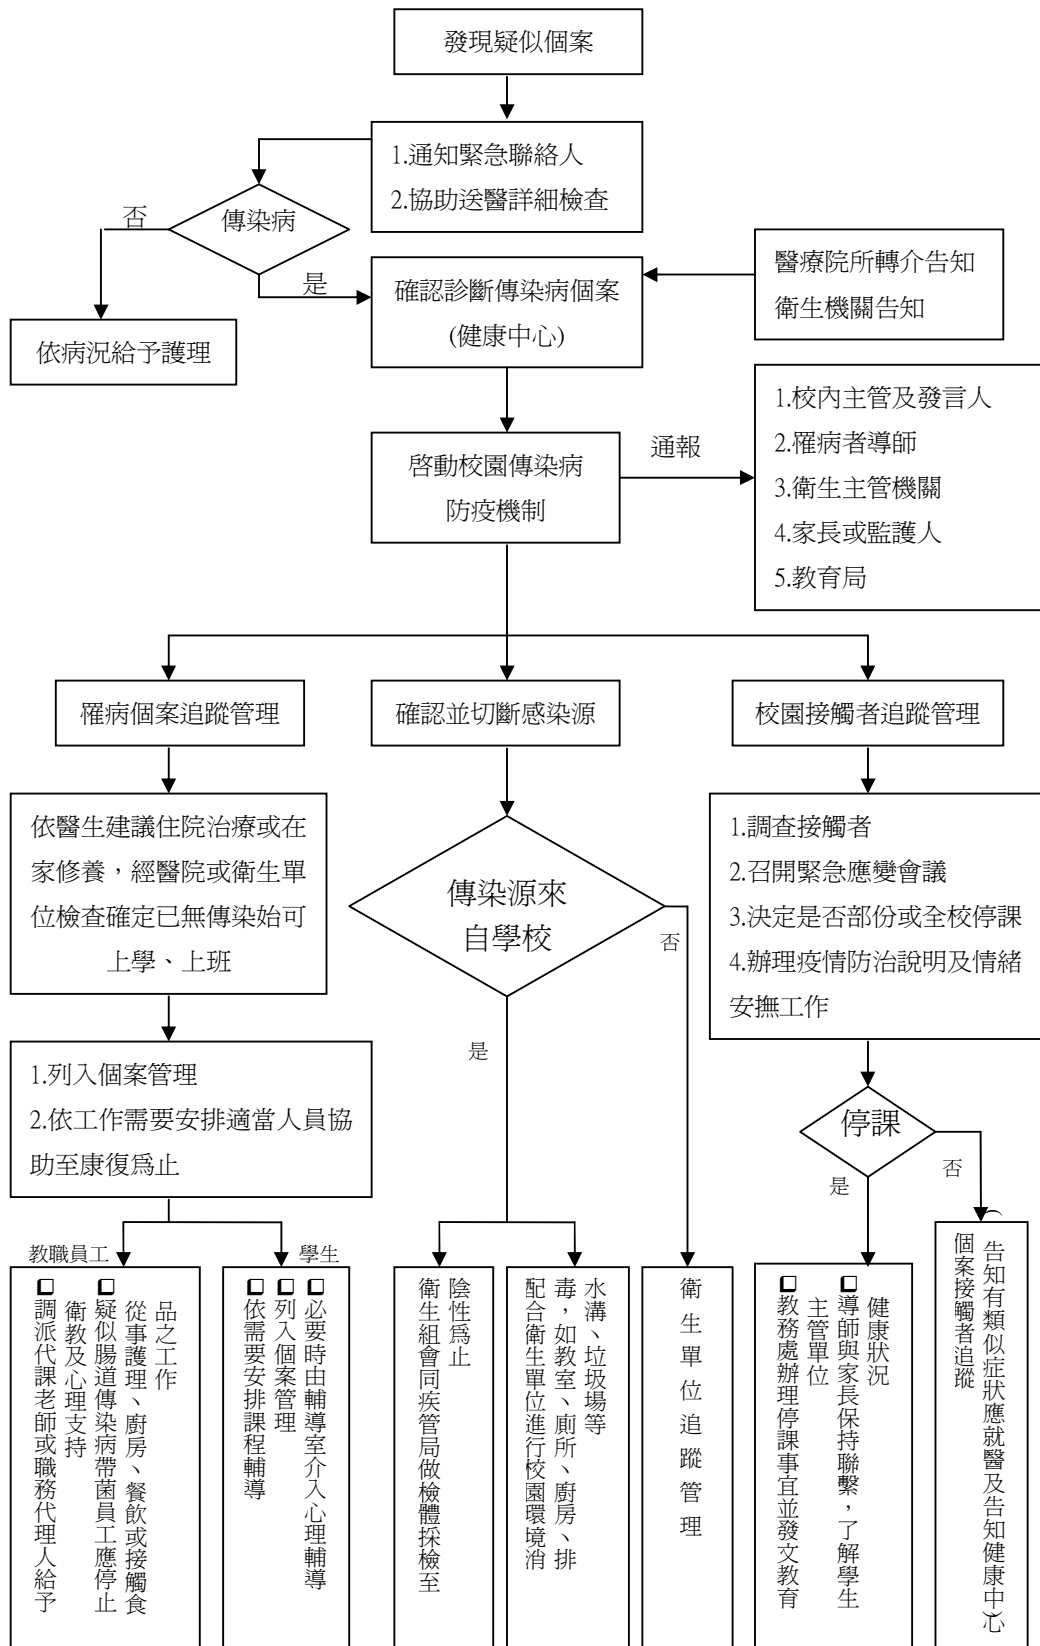 發現疑似個案
1.通知緊急聯絡人
2.協助送醫詳細檢查
傳染病
否
是
依病況給予護理
確認診斷傳染病個案
(健康中心)
醫療院所轉介告知
衛生機關告知
啓動校園傳染病
防疫機制
通報
1.校內主管及發言人
2.罹病者導師
3.衛生主管機關
4.家長或監護人
5.教育局
罹病個案追蹤管理
確認並切斷感染源
校園接觸者追蹤管理
依醫生建議住院治療或在
家修養，經醫院或衛生單
位檢查確定已無傳染始可
上學、上班
傳染源來
自學校
否
是
1.調查接觸者
2.召開緊急應變會議
3.決定是否部份或全校停課
4.辦理疫情防治說明及情緒
安撫工作
1.列入個案管理
2.依工作需要安排適當人員協
助至康復爲止
停課
否
是
教職員工
學生
調派代課老師或職務代理人給予
衛教及心理支持
疑似腸道傳染病帶菌員工應停止
從事護理、廚房、餐飲或接觸食
品之工作
依需要安排課程輔導
列入個案管理
必要時由輔導室介入心理輔導
衛生組會同疾管局做檢體採檢至
陰性爲止
配合衛生單位進行校園環境消
毒，如教室、廁所、廚房、排
水溝、垃圾場等
衛生單位追蹤管理
教務處辦理停課事宜並發文教育
主管單位
導師與家長保持聯繫，了解學生
健康狀況
個案接觸者追蹤
(告知有類似症狀應就醫及告知健康中心)